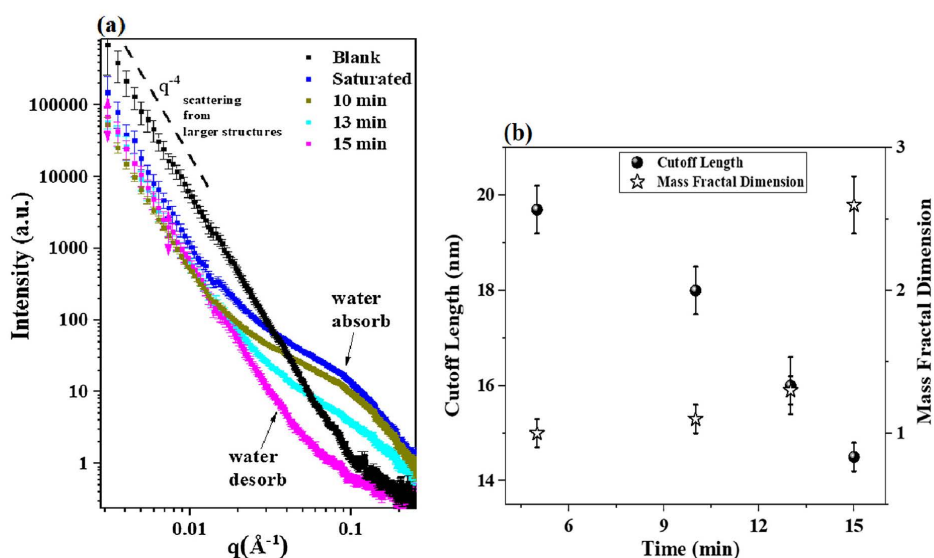 (a)
Blank
Saturated
10 min
13 min
15 min
q-4
scattering
from
larger structures
water
absorb
water
desorb
100000
10000
1000
100
10
1
0.01
0.1
Intensity (a.u.)
q(Å-1)
(b)
Cutoff Length
Mass Fractal Dimension
20
18
16
14
3
2
1
6
9
12
15
Cutoff Length (nm)
Mass Fractal Dimension
Time (min)